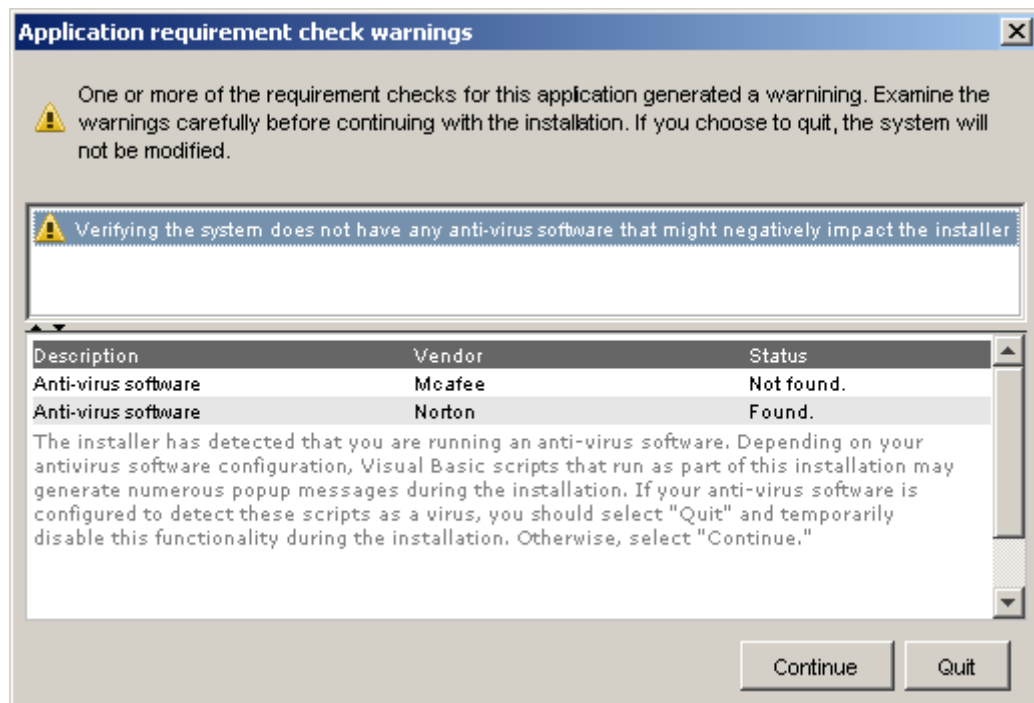 Application requirement check warnings
One or more of the requirement checks for this application generated a warnining. Examine the
warnings carefully before continuing with the installation. If you choose to quit, the system will
not be modified.
Verifying the system does not have any anti-virus software that might negatively impact the installer
Description Vendor Status
Anti-virus software Mcafee Not found.
Anti-virus software Norton Found.
The installer has detected that you are running an anti-virus software. Depending on your
antivirus software configuration, Visual Basic scripts that run as part of this installation may
generate numerous popup messages during the installation. If your anti-virus software is
configured to detect these scripts as a virus, you should select "Quit" and temporarily
disable this functionality during the installation. Otherwise, select "Continue."
Continue Quit